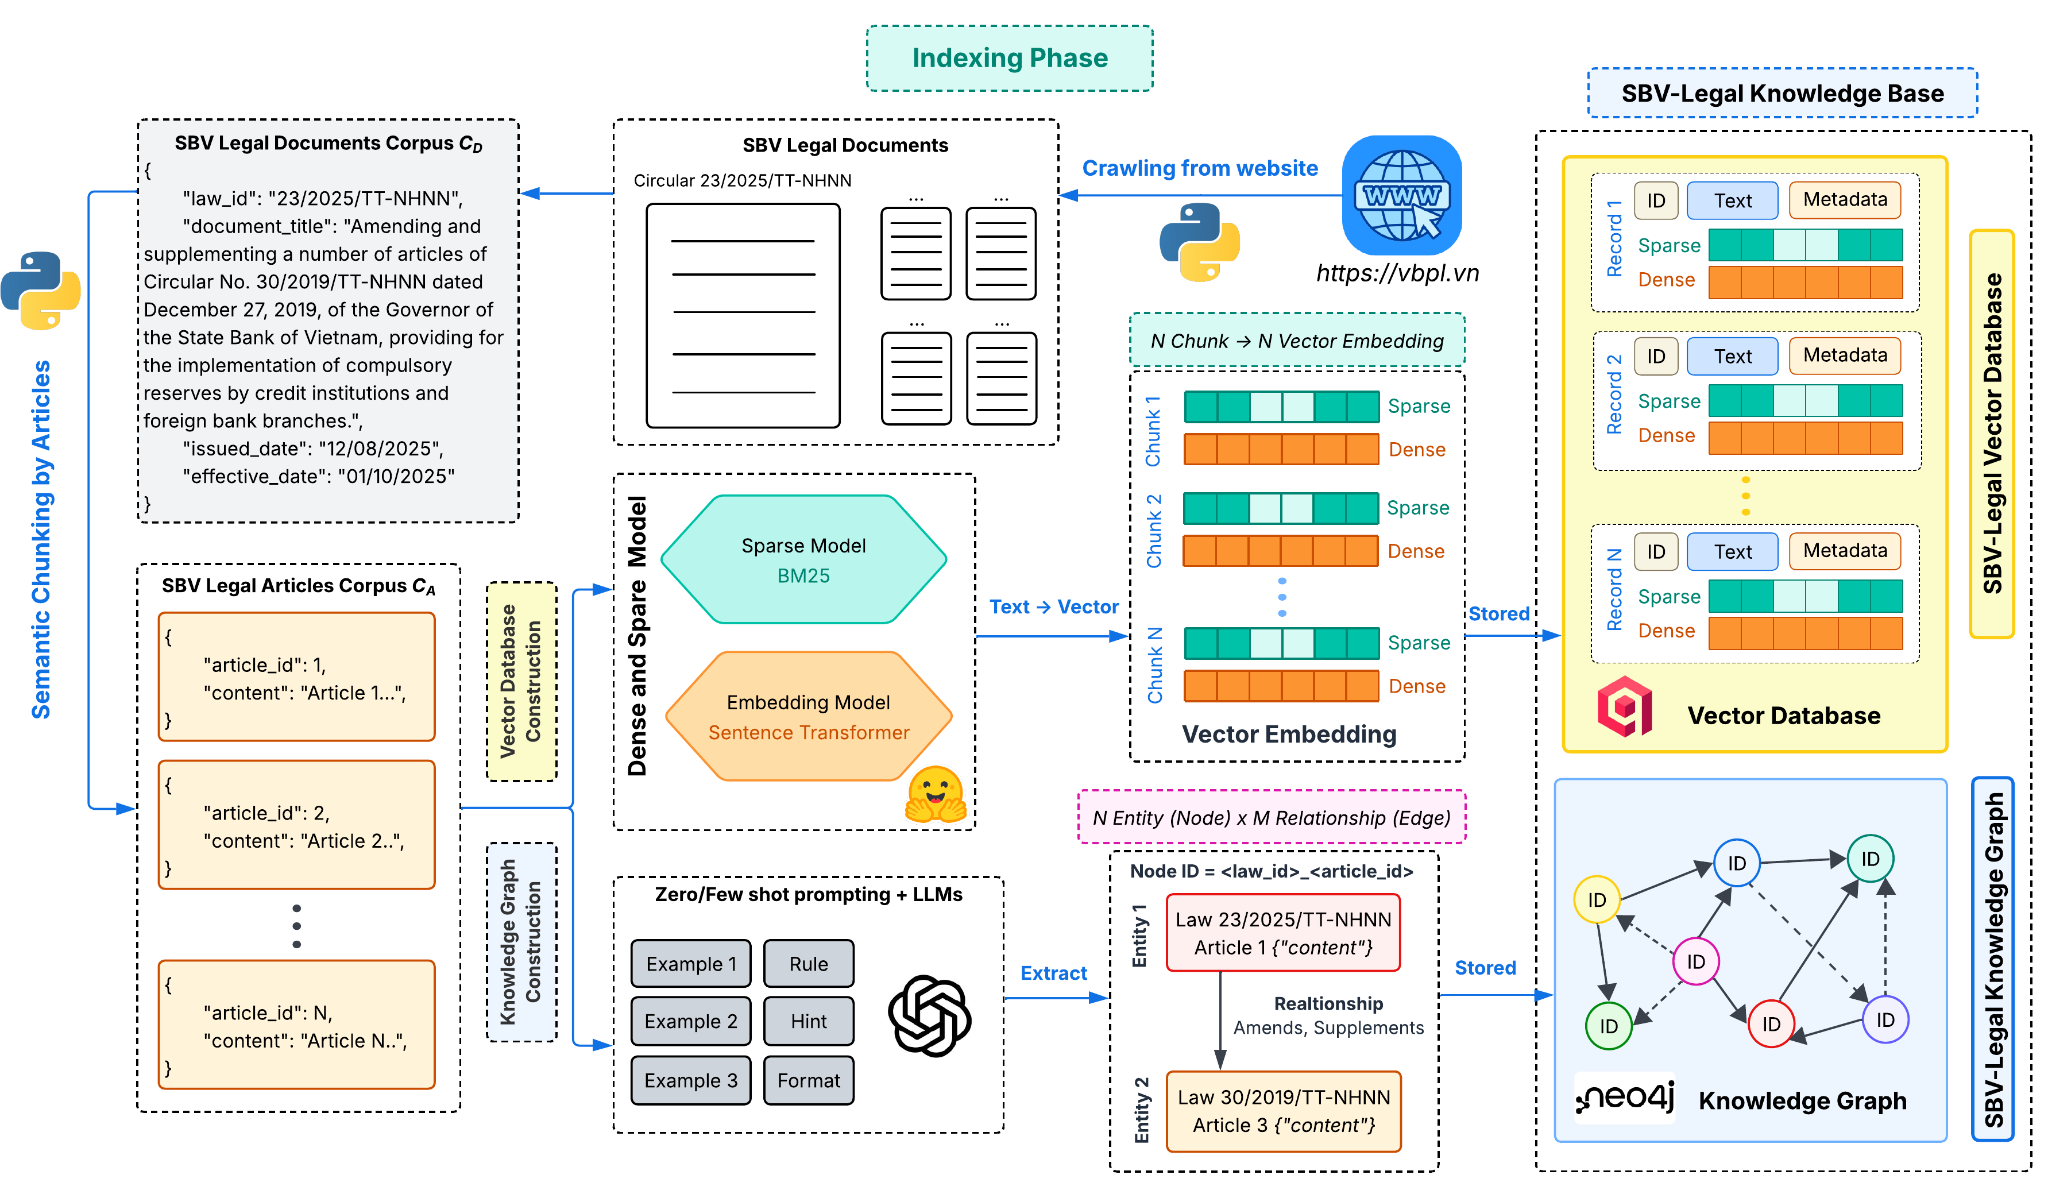 Indexing Phase
SBV Legal Documents Corpus C_D
{
"law_id": "23/2025/TT-NHNN",
"document_title": "Amending and
supplementing a number of articles of
Circular No. 30/2019/TT-NHNN dated
December 27, 2019, of the Governor of
the State Bank of Vietnam, providing for
the implementation of compulsory
reserves by credit institutions and
foreign bank branches.",
"issued_date": "12/08/2025",
"effective_date": "01/10/2025"
}
SBV Legal Documents
Circular 23/2025/TT-NHNN
...
...
...
...
Crawling from website
WWW
https://vbpl.vn
Semantic Chunking by Articles
SBV Legal Articles Corpus C_A
{
"article_id": 1,
"content": "Article 1...",
}
{
"article_id": 2,
"content": "Article 2..",
}
{
"article_id": N,
"content": "Article N..",
}
Vector Database
Construction
Knowledge Graph
Construction
Dense and Spare Model
Sparse Model
BM25
Embedding Model
Sentence Transformer
Text → Vector
N Chunk → N Vector Embedding
Chunk 1
Sparse
Dense
Chunk 2
Sparse
Dense
Chunk N
Sparse
Dense
Vector Embedding
Stored
Zero/Few shot prompting + LLMs
Example 1
Rule
Example 2
Hint
Example 3
Format
Extract
N Entity (Node) x M Relationship (Edge)
Node ID = <law_id>_<article_id>
Entity 1
Law 23/2025/TT-NHNN
Article 1 {"content"}
Realtionship
Amends, Supplements
Entity 2
Law 30/2019/TT-NHNN
Article 3 {"content"}
Stored
SBV-Legal Knowledge Base
Record 1
ID
Text
Metadata
Sparse
Dense
Record 2
ID
Text
Metadata
Sparse
Dense
Record N
ID
Text
Metadata
Sparse
Dense
Vector Database
SBV-Legal Vector Database
ID
ID
ID
ID
ID
ID
ID
neo4j
Knowledge Graph
SBV-Legal Knowledge Graph